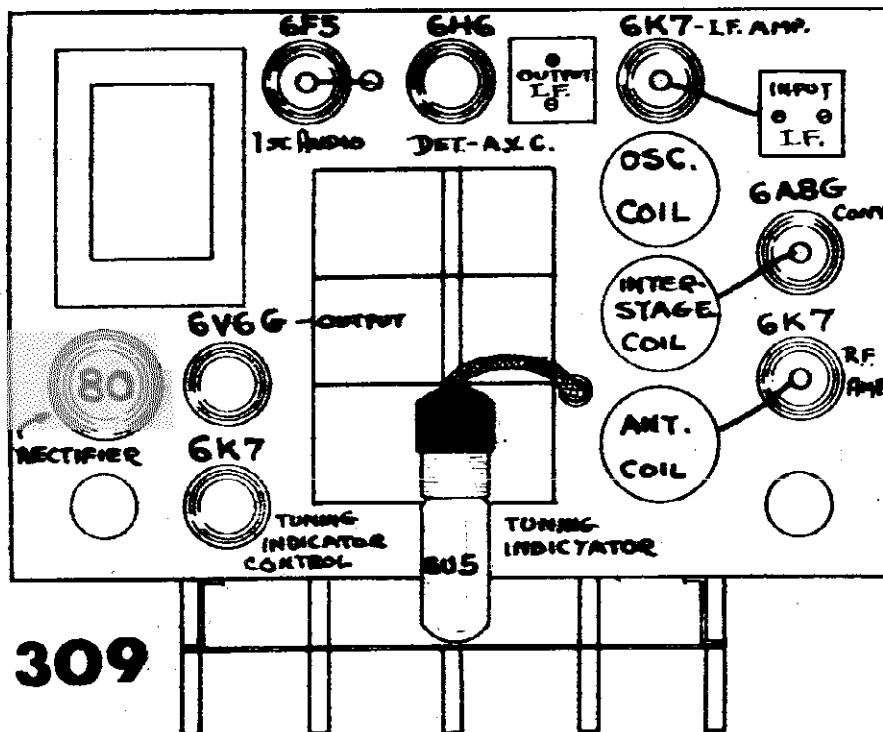 6F5
6H6
6K7-I.F. AMP.
OUTPUT
I.F.
INPUT
I.F.
1ST AUDIO
DET.-A.V.C.
OSC.
COIL
6A8G
CONV
INTER-
STAGE
COIL
6V6G-OUTPUT
6K7
R.F.
AMP
80
RECTIFIER
6K7
ANT.
COIL
TUNING
INDICATOR
CONTROL
TUNING
INDICYATOR
6U5
309